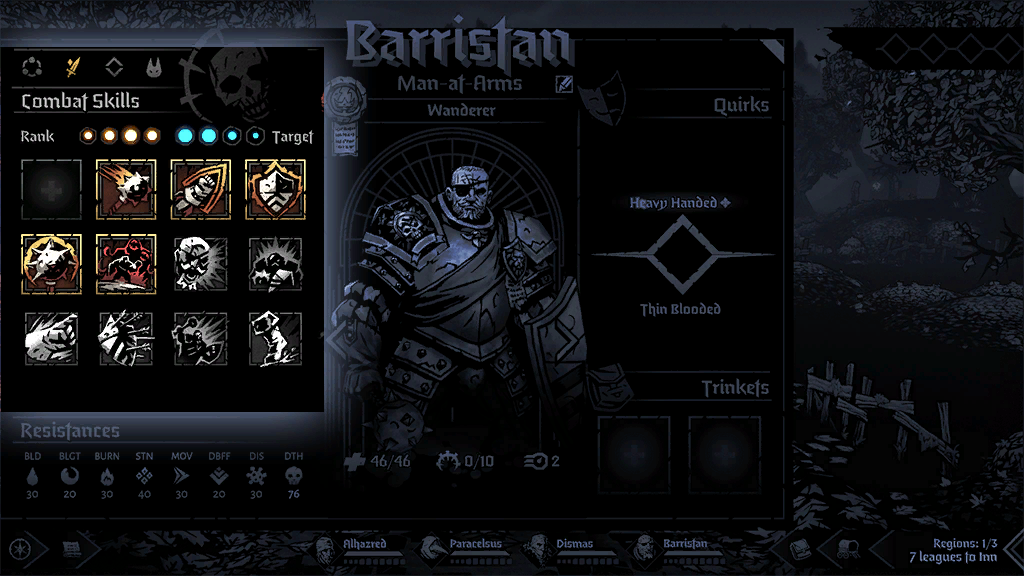 Barristan
Man-at-Arms
Wanderer
Combat Skills
Rank
Target
Quirks
Heavy Handed
Thin Blooded
Trinkets
46/46
0/10
2
Resistances
BLD BLGT BURN STN MOV DBFF DIS DTH
30 20 30 40 30 20 30 76
Alhazred
Paracelsus
Dismas
Barristan
Regions: 1/3
7 leagues to Inn